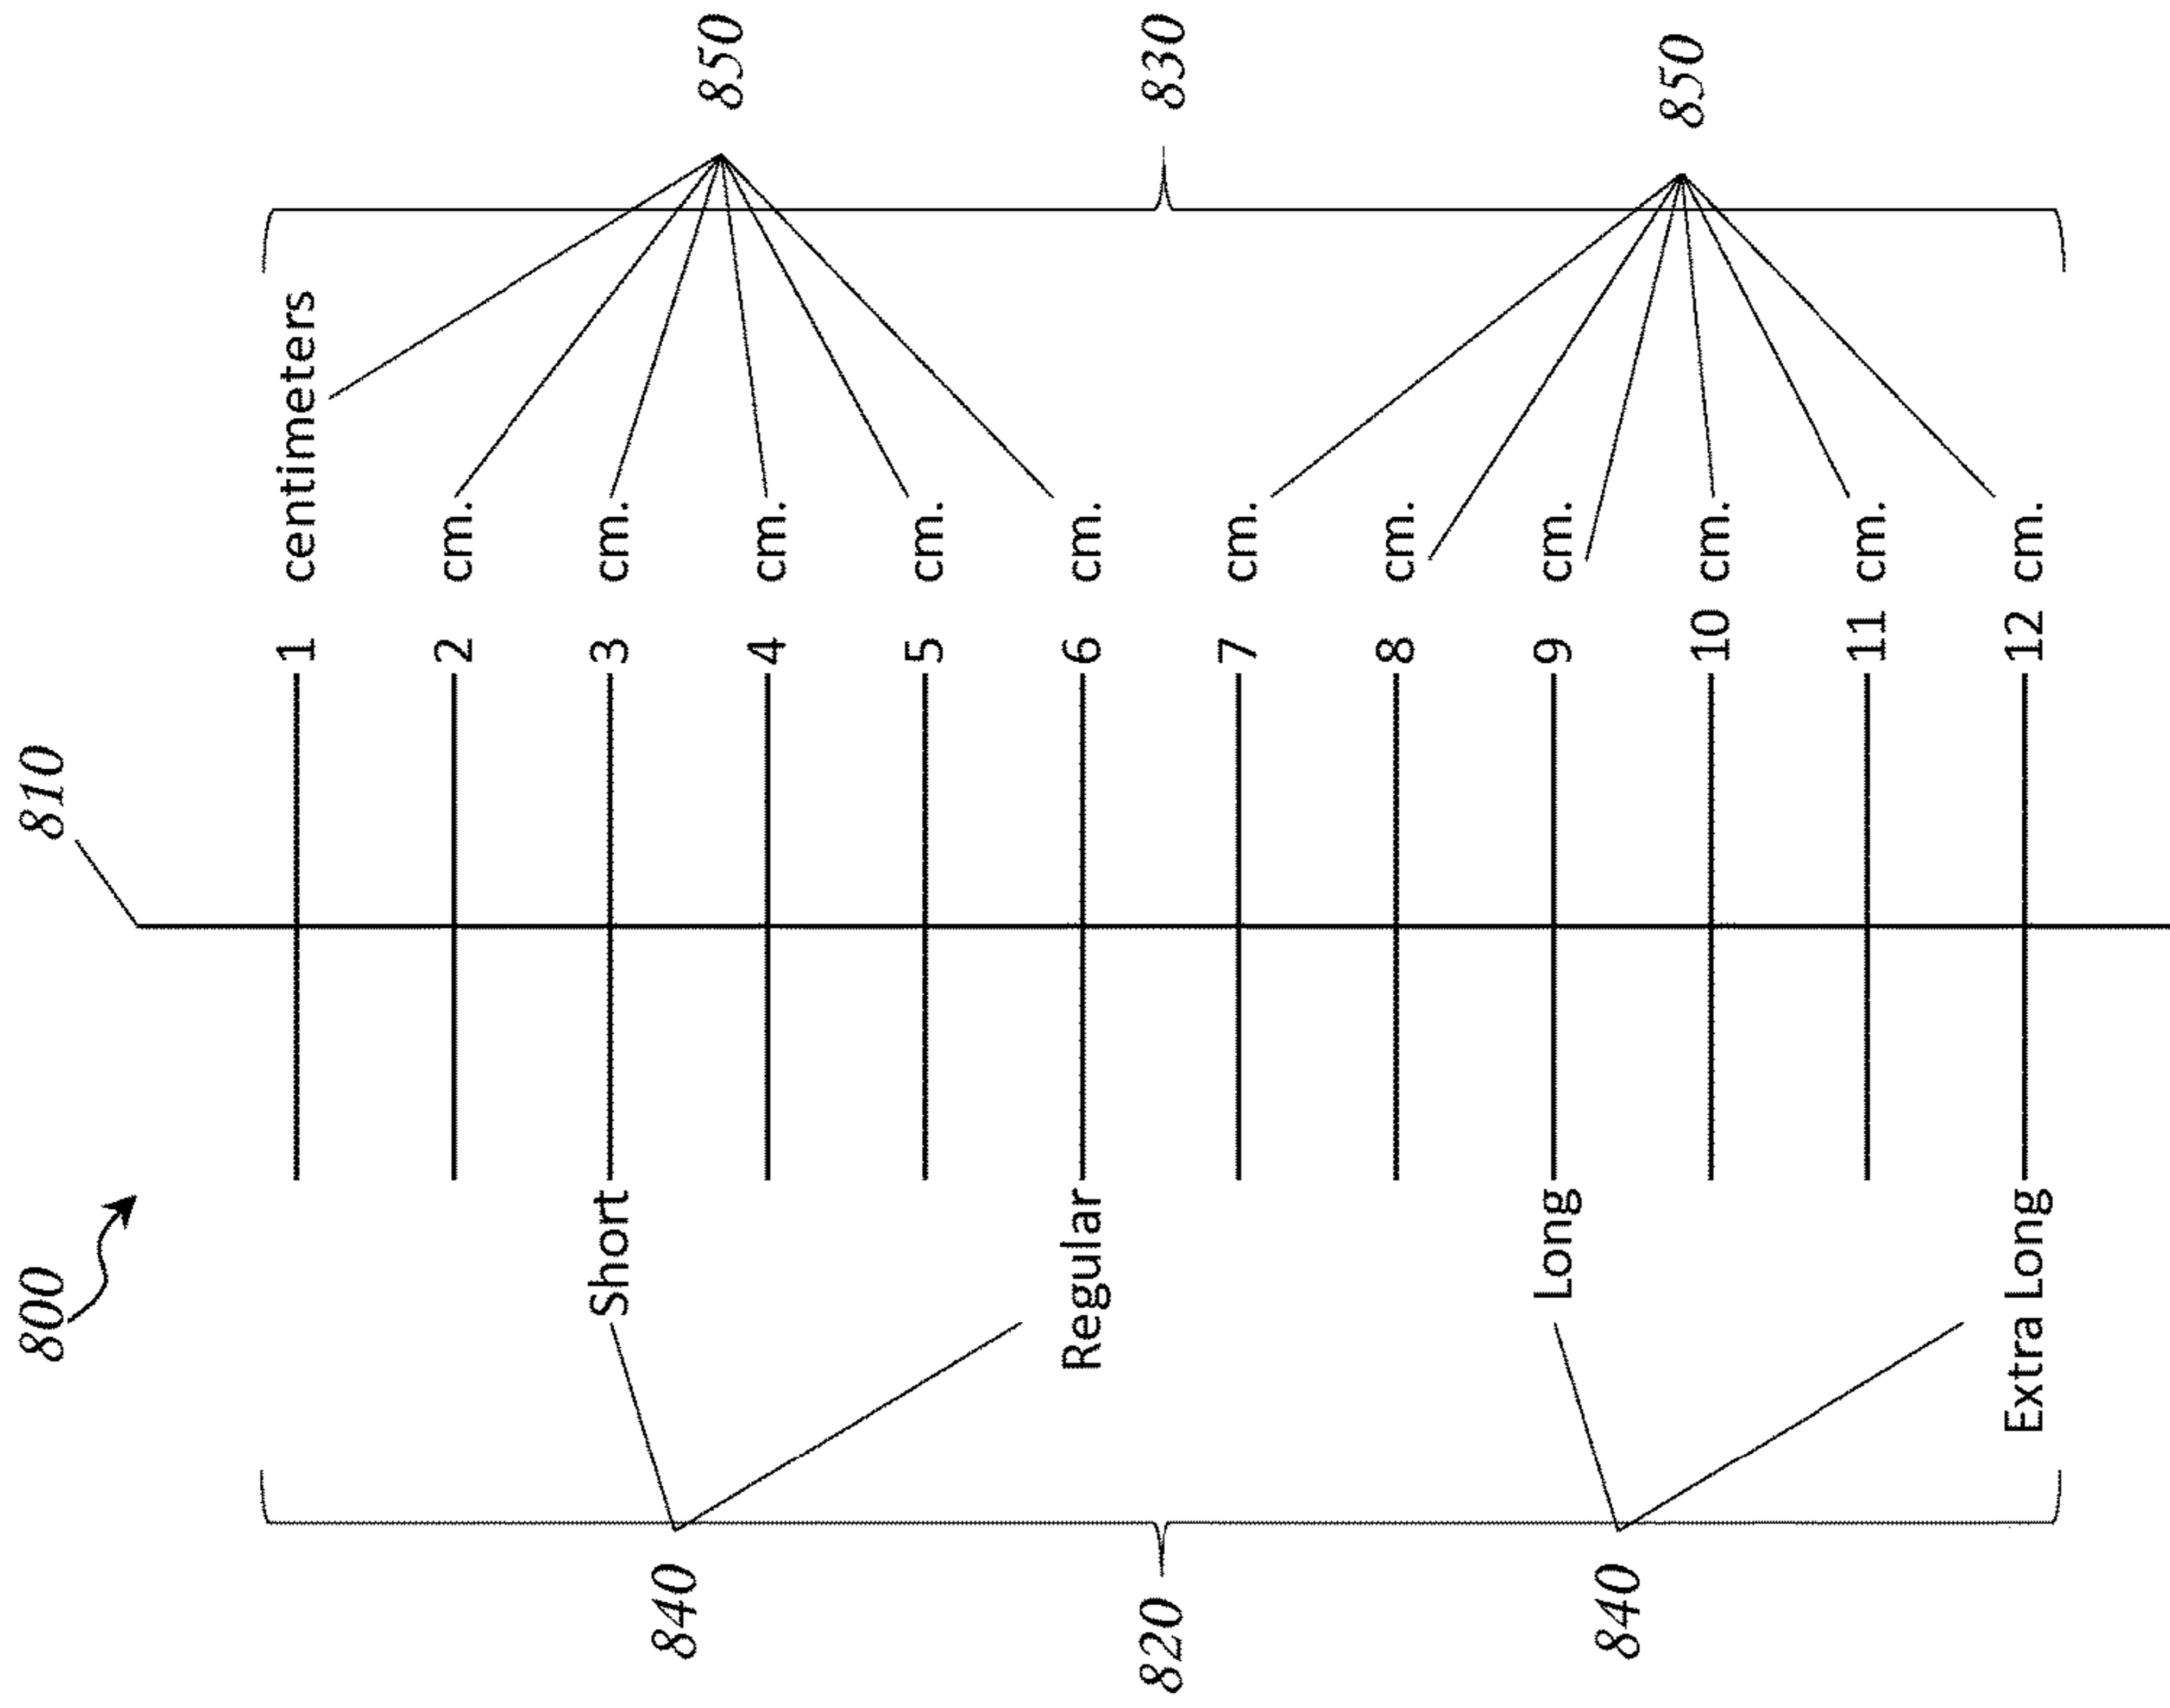 800 810
1 centimeters
2 cm.
Short 3 cm.
840 850
4 cm.
5 cm.
Regular 6 cm.
820 830
7 cm.
8 cm.
Long 9 cm.
840 850
10 cm.
11 cm.
Extra Long 12 cm.